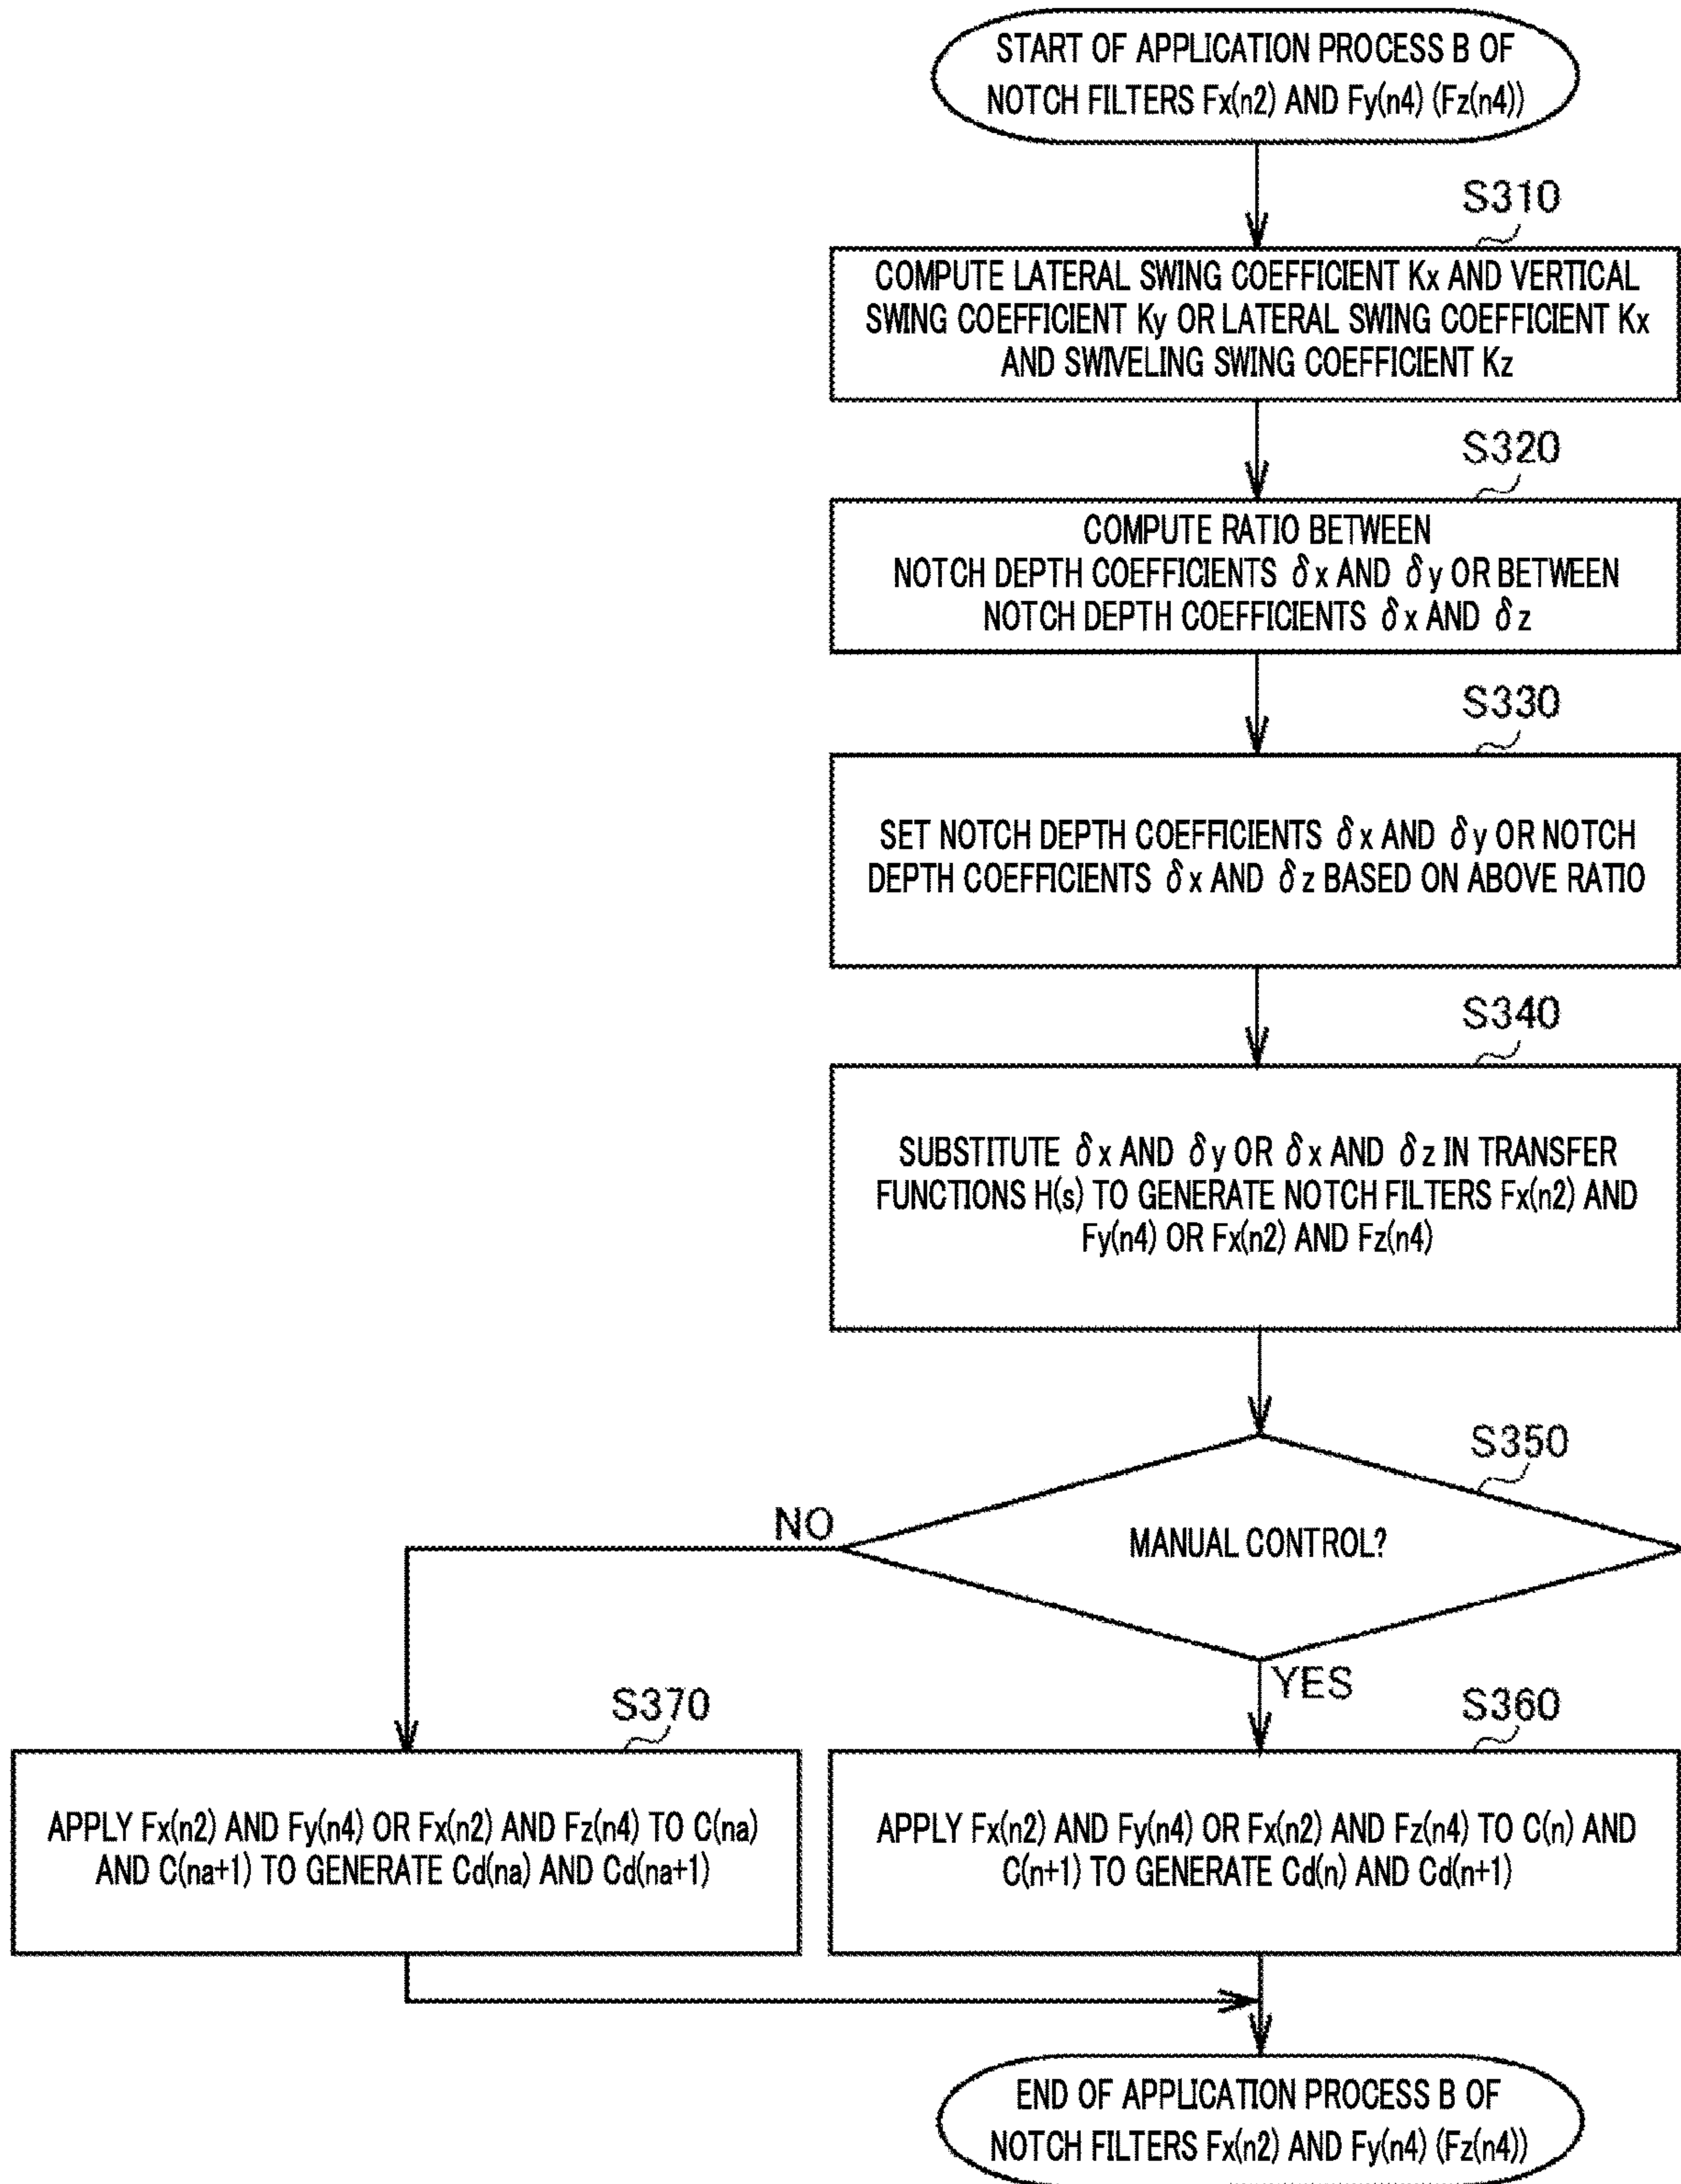 START OF APPLICATION PROCESS B OF
NOTCH FILTERS Fx(n2) AND Fy(n4) (Fz(n4))
S310
COMPUTE LATERAL SWING COEFFICIENT Kx AND VERTICAL
SWING COEFFICIENT Ky OR LATERAL SWING COEFFICIENT Kx
AND SWIVELING SWING COEFFICIENT Kz
S320
COMPUTE RATIO BETWEEN
NOTCH DEPTH COEFFICIENTS δx AND δy OR BETWEEN
NOTCH DEPTH COEFFICIENTS δx AND δz
S330
SET NOTCH DEPTH COEFFICIENTS δx AND δy OR NOTCH
DEPTH COEFFICIENTS δx AND δz BASED ON ABOVE RATIO
S340
SUBSTITUTE δx AND δy OR δx AND δz IN TRANSFER
FUNCTIONS H(s) TO GENERATE NOTCH FILTERS Fx(n2) AND
Fy(n4) OR Fx(n2) AND Fz(n4)
S350
MANUAL CONTROL?
NO
YES
S370
APPLY Fx(n2) AND Fy(n4) OR Fx(n2) AND Fz(n4) TO C(na)
AND C(na+1) TO GENERATE Cd(na) AND Cd(na+1)
S360
APPLY Fx(n2) AND Fy(n4) OR Fx(n2) AND Fz(n4) TO C(n) AND
C(n+1) TO GENERATE Cd(n) AND Cd(n+1)
END OF APPLICATION PROCESS B OF
NOTCH FILTERS Fx(n2) AND Fy(n4) (Fz(n4))